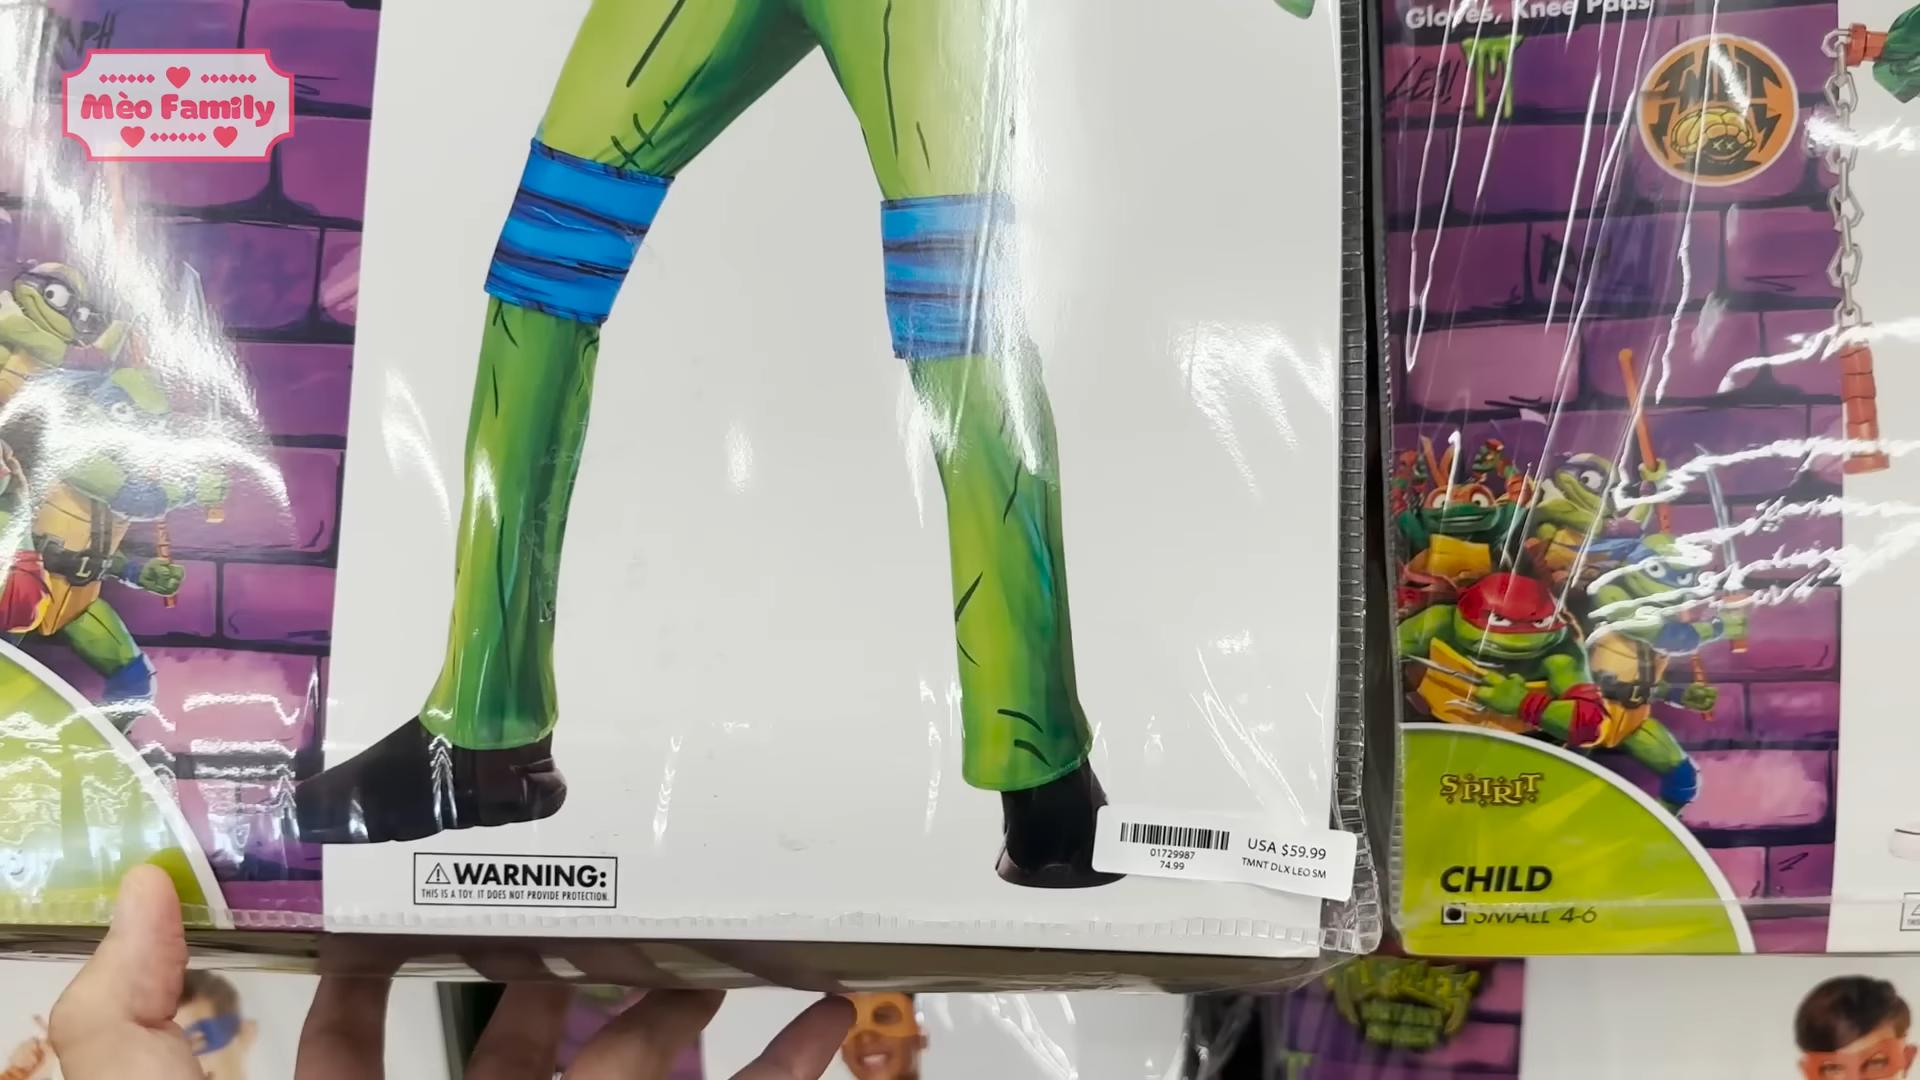 Mèo Family
Gloves, Knee Pads
LEO!
L
L
SPIRIT
CHILD
SMALL 4-6
WARNING:
THIS IS A TOY. IT DOES NOT PROVIDE PROTECTION.
01729987
74.99
USA $59.99
TMNT DLX LEO SM